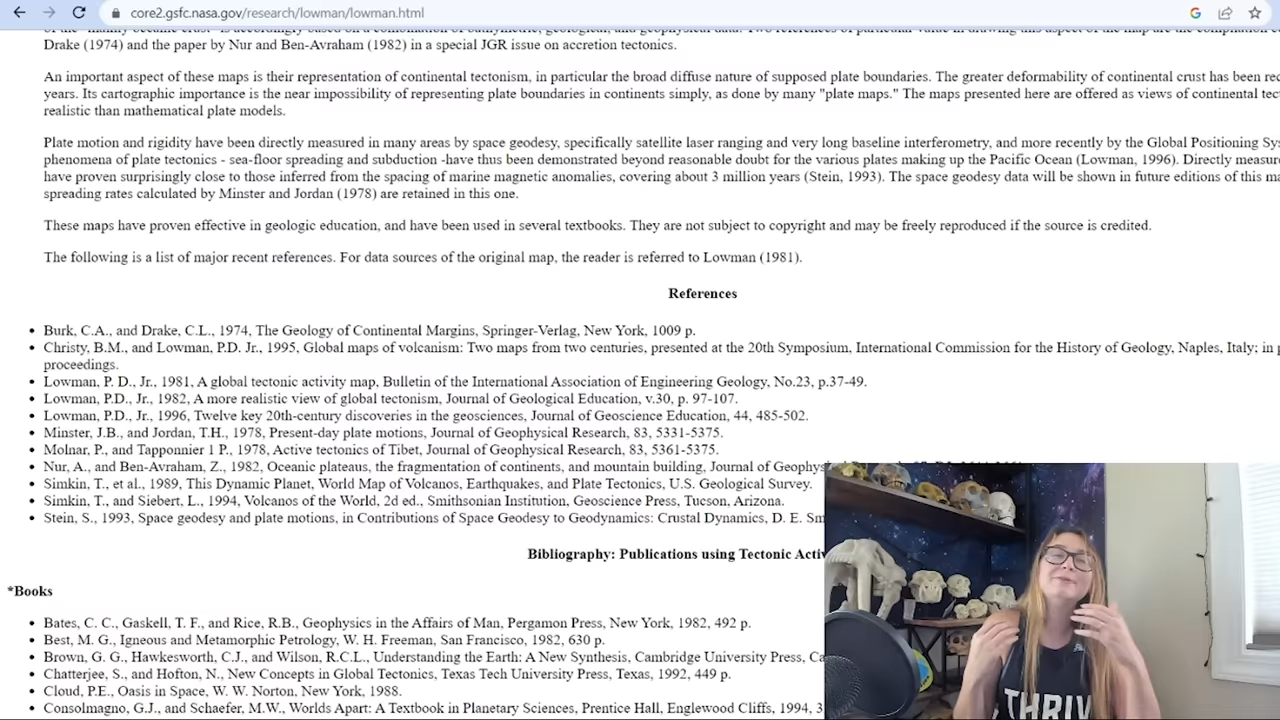 core2.gsfc.nasa.gov/research/lowman/lowman.html
Drake (1974) and the paper by Nur and Ben-Avraham (1982) in a special JGR issue on accretion tectonics.
An important aspect of these maps is their representation of continental tectonism, in particular the broad diffuse nature of supposed plate boundaries. The greater deformability of continental crust has been rec
years. Its cartographic importance is the near impossibility of representing plate boundaries in continents simply, as done by many "plate maps." The maps presented here are offered as views of continental tec
realistic than mathematical plate models.
Plate motion and rigidity have been directly measured in many areas by space geodesy, specifically satellite laser ranging and very long baseline interferometry, and more recently by the Global Positioning Sys
phenomena of plate tectonics - sea-floor spreading and subduction -have thus been demonstrated beyond reasonable doubt for the various plates making up the Pacific Ocean (Lowman, 1996). Directly measur
have proven surprisingly close to those inferred from the spacing of marine magnetic anomalies, covering about 3 million years (Stein, 1993). The space geodesy data will be shown in future editions of this ma
spreading rates calculated by Minster and Jordan (1978) are retained in this one.
These maps have proven effective in geologic education, and have been used in several textbooks. They are not subject to copyright and may be freely reproduced if the source is credited.
The following is a list of major recent references. For data sources of the original map, the reader is referred to Lowman (1981).
References
• Burk, C.A., and Drake, C.L., 1974, The Geology of Continental Margins, Springer-Verlag, New York, 1009 p.
• Christy, B.M., and Lowman, P.D. Jr., 1995, Global maps of volcanism: Two maps from two centuries, presented at the 20th Symposium, International Commission for the History of Geology, Naples, Italy; in p
proceedings.
• Lowman, P. D., Jr., 1981, A global tectonic activity map, Bulletin of the International Association of Engineering Geology, No.23, p.37-49.
• Lowman, P.D., Jr., 1982, A more realistic view of global tectonism, Journal of Geological Education, v.30, p. 97-107.
• Lowman, P.D., Jr., 1996, Twelve key 20th-century discoveries in the geosciences, Journal of Geoscience Education, 44, 485-502.
• Minster, J.B., and Jordan, T.H., 1978, Present-day plate motions, Journal of Geophysical Research, 83, 5331-5375.
• Molnar, P., and Tapponnier 1 P., 1978, Active tectonics of Tibet, Journal of Geophysical Research, 83, 5361-5375.
• Nur, A., and Ben-Avraham, Z., 1982, Oceanic plateaus, the fragmentation of continents, and mountain building, Journal of Geophys
• Simkin, T., et al., 1989, This Dynamic Planet, World Map of Volcanos, Earthquakes, and Plate Tectonics, U.S. Geological Survey.
• Simkin, T., and Siebert, L., 1994, Volcanos of the World, 2d ed., Smithsonian Institution, Geoscience Press, Tucson, Arizona.
• Stein, S., 1993, Space geodesy and plate motions, in Contributions of Space Geodesy to Geodynamics: Crustal Dynamics, D. E. Sm
Bibliography: Publications using Tectonic Activ
*Books
• Bates, C. C., Gaskell, T. F., and Rice, R.B., Geophysics in the Affairs of Man, Pergamon Press, New York, 1982, 492 p.
• Best, M. G., Igneous and Metamorphic Petrology, W. H. Freeman, San Francisco, 1982, 630 p.
• Brown, G. G., Hawkesworth, C.J., and Wilson, R.C.L., Understanding the Earth: A New Synthesis, Cambridge University Press, Ca
• Chatterjee, S., and Hofton, N., New Concepts in Global Tectonics, Texas Tech University Press, Texas, 1992, 449 p.
• Cloud, P.E., Oasis in Space, W. W. Norton, New York, 1988.
• Consolmagno, G.J., and Schaefer, M.W., Worlds Apart: A Textbook in Planetary Sciences, Prentice Hall, Englewood Cliffs, 1994, 3
THRIV